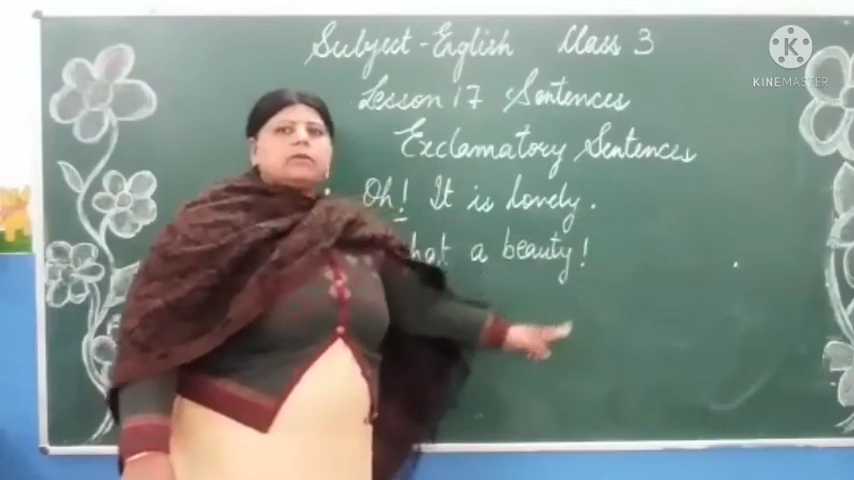 Subject - English Class 3
KINEMASTER
Lesson 17 Sentences
Exclamatory Sentences
Oh! It is lovely.
a beauty!